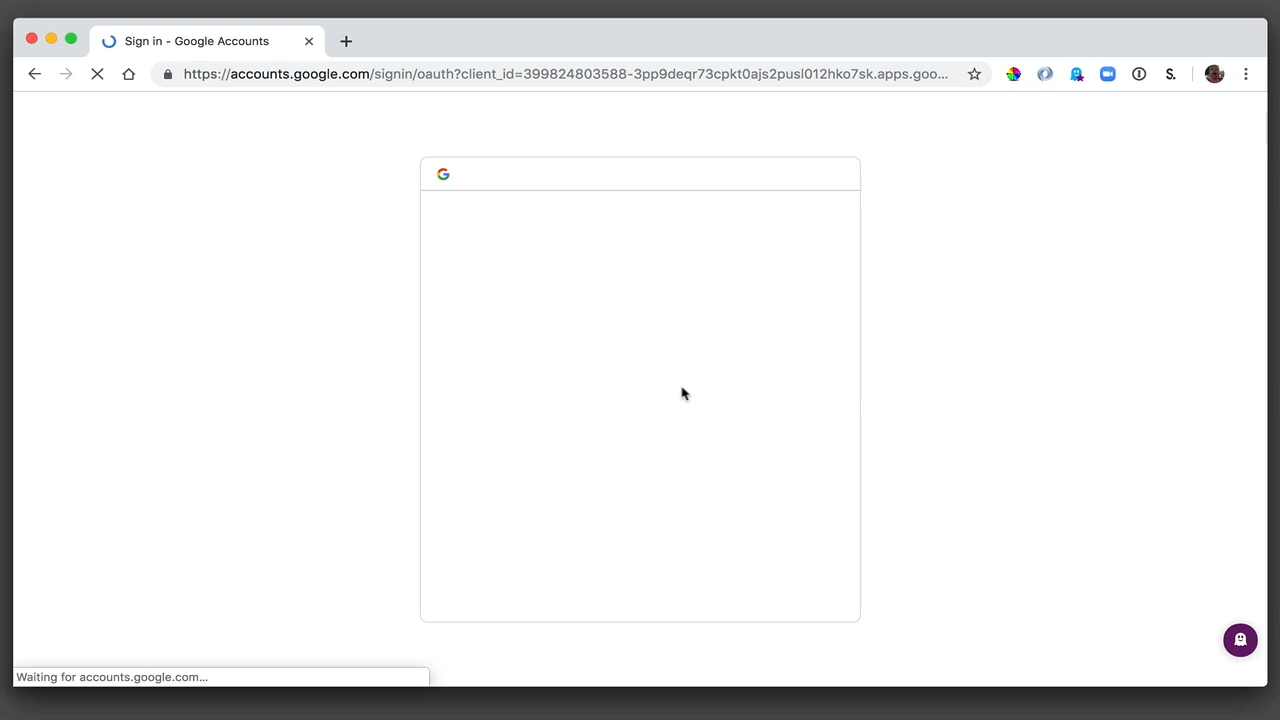 Sign in - Google Accounts
https://accounts.google.com/signin/oauth?client_id=399824803588-3pp9deqr73cpkt0ajs2pusl012hko7sk.apps.goo...
S.
G
Waiting for accounts.google.com...